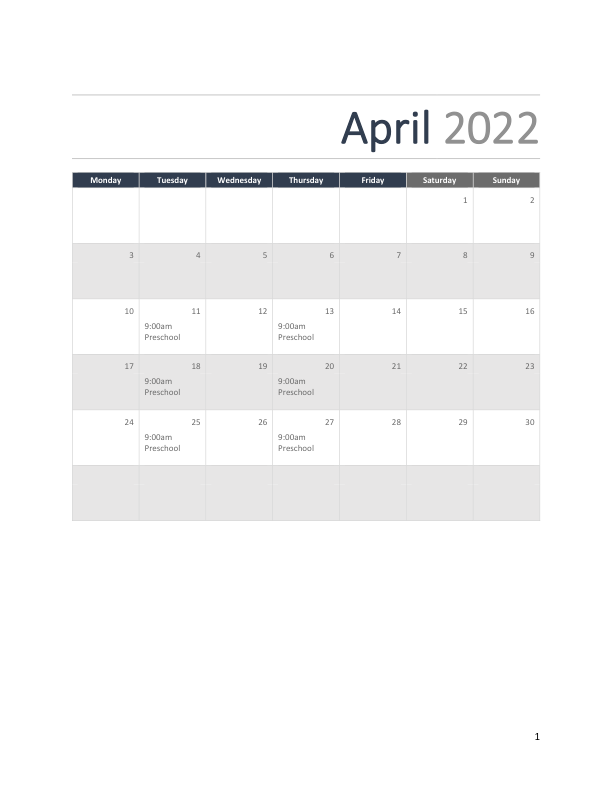 April 2022
Monday Tuesday Wednesday Thursday Friday Saturday Sunday
1 2
3 4 5 6 7 8 9
10 11 12 13 14 15 16
9:00am 9:00am
Preschool Preschool
17 18 19 20 21 22 23
9:00am 9:00am
Preschool Preschool
24 25 26 27 28 29 30
9:00am 9:00am
Preschool Preschool
1